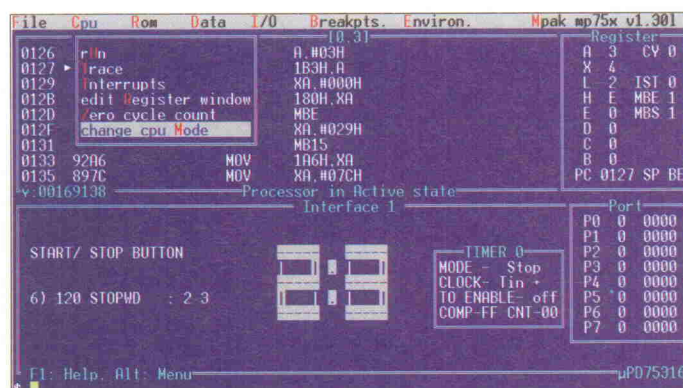 File Cpu Rom Data I/O Breakpts. Environ. Mpak mp75x v1.30l
[0,3] Register
0126 rUn A,#03H A 3 CY 0
0127 ► Trace 1B3H,A X 4
0129 Interrupts XA,#000H L 2 IST 0
012B edit Register window 180H,XA H E MBE 1
012D Zero cycle count MBE E 0 MBS 1
012F change cpu Mode XA,#029H D 0
0131 MB15 C 0
0133 92A6 MOV 1A6H,XA B 0
0135 897C MOV XA,#07CH PC 0127 SP BE
v:00169138 Processor in Active state
Interface 1 Port
P0 0 0000
P1 0 0000
START/ STOP BUTTON TIMER 0 P2 0 0000
MODE - Stop P3 0 0000
CLOCK- Tin + P4 0 0000
6) 120 STOPWD : 2-3 TO ENABLE- off P5 0 0000
COMP-FF CNT-00 P6 0 0000
P7 0 0000
F1: Help. Alt: Menu µPD75316